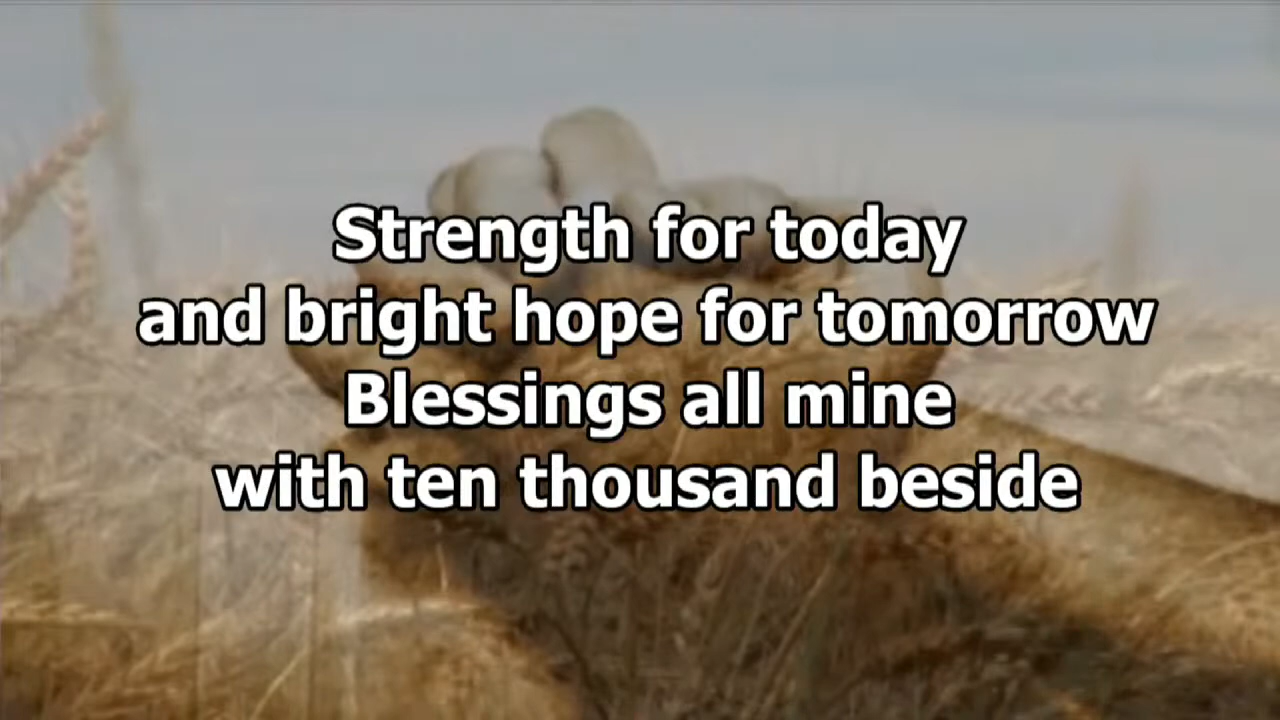 Strength for today
and bright hope for tomorrow
Blessings all mine
with ten thousand beside